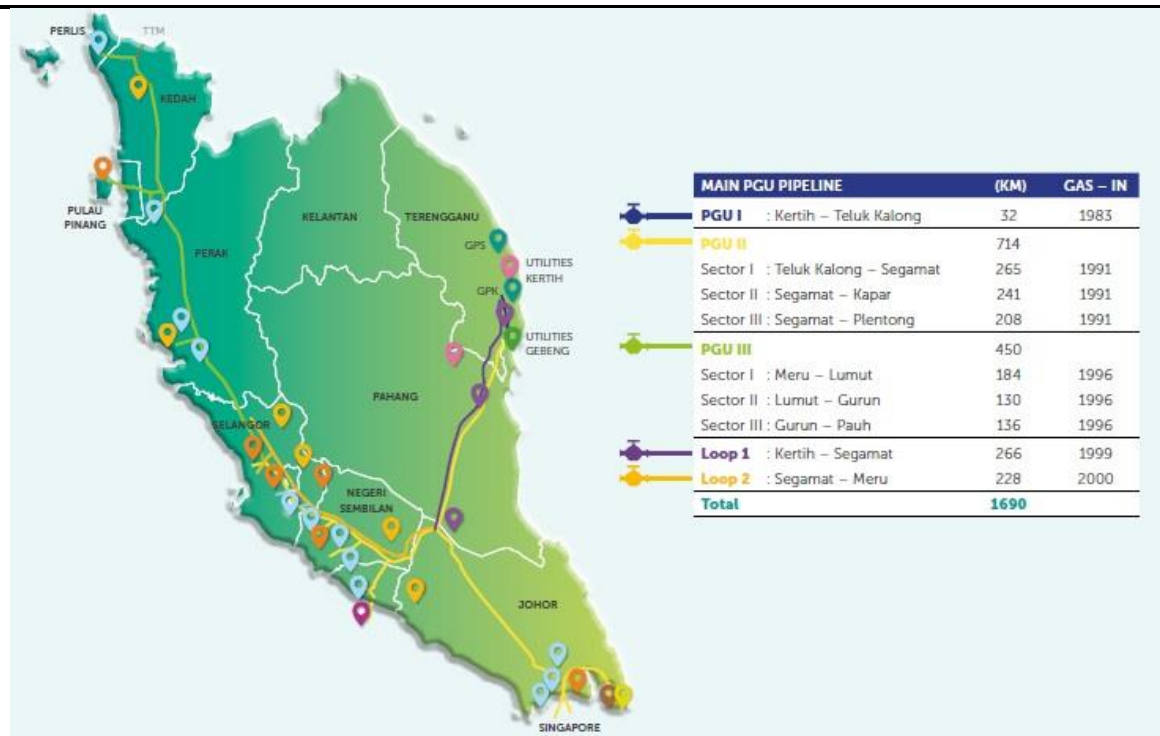 PERLIS
TTM
KEDAH
PULAU
PINANG
PERAK
KELANTAN
TERENGGANU
GPS
UTILITIES
KERTIH
GPK
UTILITIES
GEBENG
PAHANG
SELANGOR
NEGERI
SEMBILAN
JOHOR
SINGAPORE
MAIN PGU PIPELINE (KM) GAS – IN
PGU I : Kertih – Teluk Kalong 32 1983
PGU II 714
Sector I : Teluk Kalong – Segamat 265 1991
Sector II : Segamat – Kapar 241 1991
Sector III : Segamat – Plentong 208 1991
PGU III 450
Sector I : Meru – Lumut 184 1996
Sector II : Lumut – Gurun 130 1996
Sector III : Gurun – Pauh 136 1996
Loop 1 : Kertih – Segamat 266 1999
Loop 2 : Segamat – Meru 228 2000
Total 1690